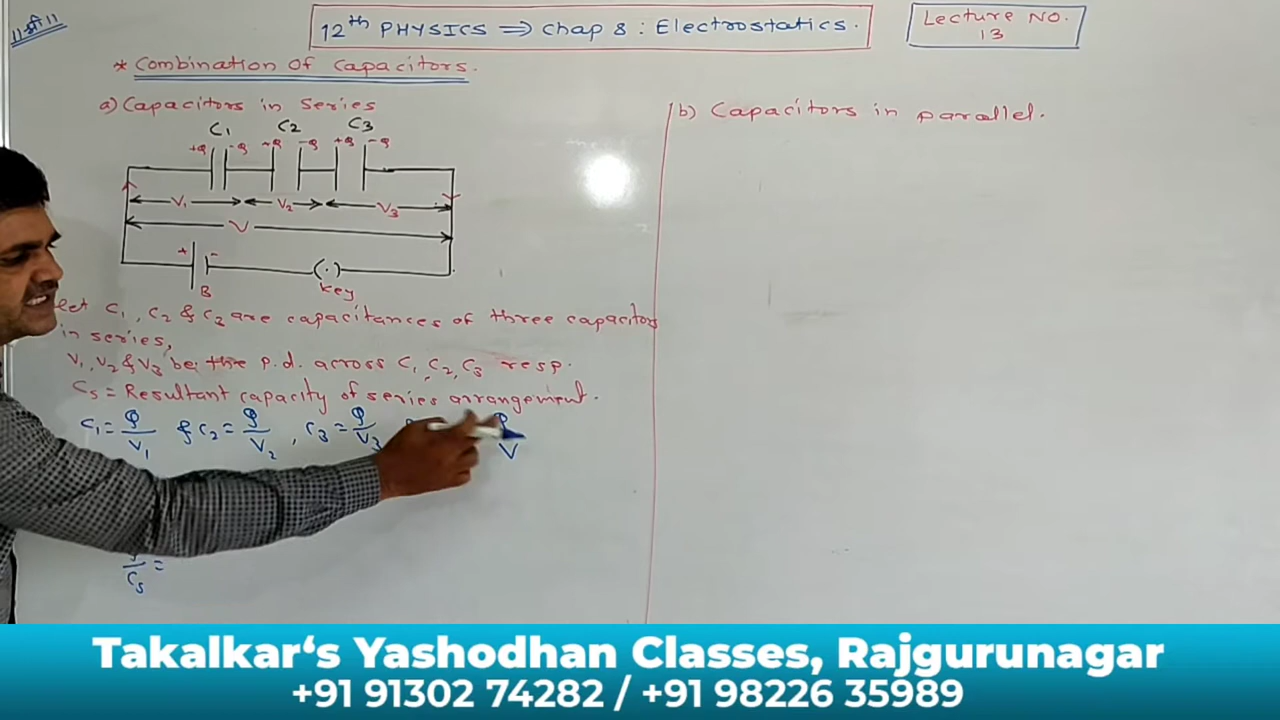 ।।श्री।।
12th PHYSICS ⇒ Chap 8 : Electrostatics.
Lecture NO.
13
* Combination OF Capacitors.
a) Capacitors in Series
C1 C2 C3
+Q -Q +Q -Q +Q -Q
V1 V2 V3
V
+ -
B
Key
let C1, C2 & C3 are capacitances of three capacitors
in series,
V1, V2 & V3 be the p.d. across C1, C2, C3 resp.
Cs = Resultant capacity of series arrangement.
C1 = Q/V1 & C2 = Q/V2 , C3 = Q/V3 Q/V
Q/Cs =
b) Capacitors in parallel.
Takalkar‘s Yashodhan Classes, Rajgurunagar
+91 91302 74282 / +91 98226 35989